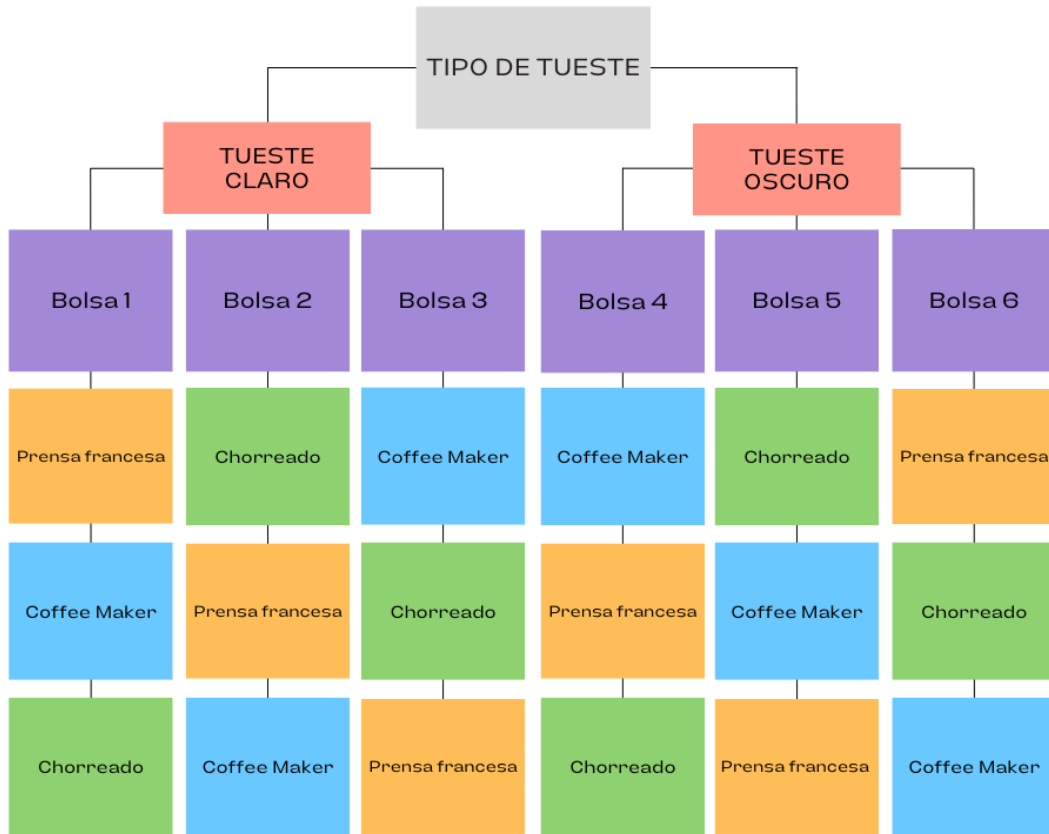 TIPO DE TUESTE
TUESTE
CLARO
TUESTE
OSCURO
Bolsa 1
Bolsa 2
Bolsa 3
Bolsa 4
Bolsa 5
Bolsa 6
Prensa francesa
Chorreado
Coffee Maker
Coffee Maker
Chorreado
Prensa francesa
Coffee Maker
Prensa francesa
Chorreado
Prensa francesa
Coffee Maker
Chorreado
Chorreado
Coffee Maker
Prensa francesa
Chorreado
Prensa francesa
Coffee Maker